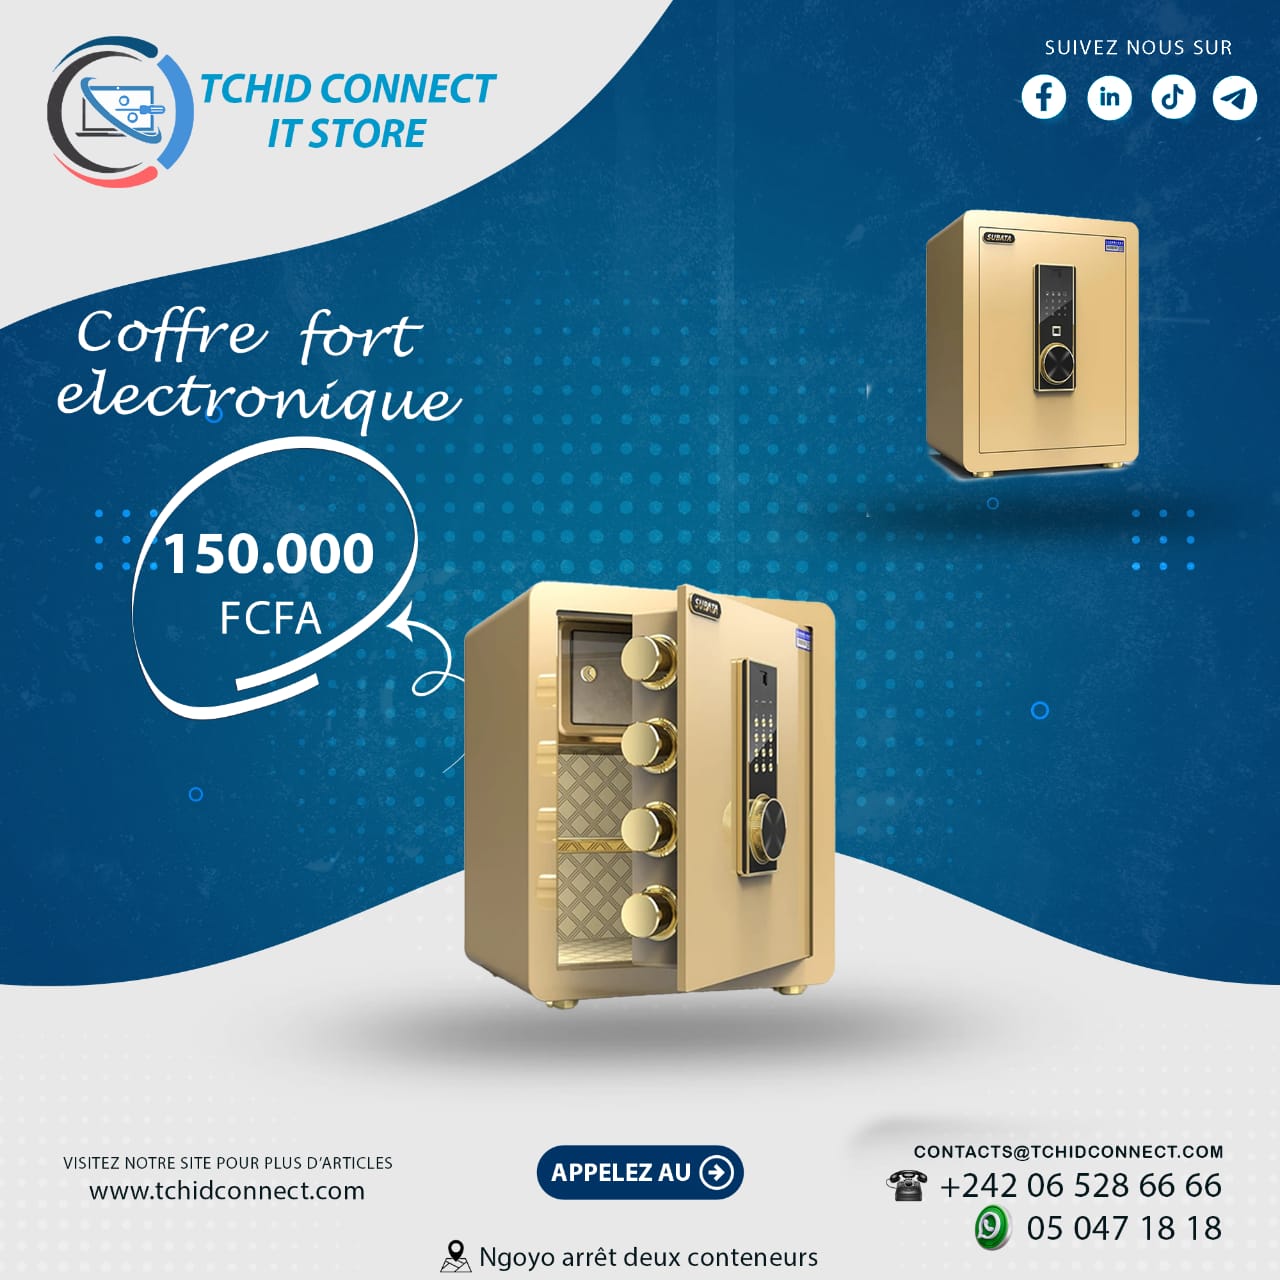 TCHID CONNECT
IT STORE
SUIVEZ NOUS SUR
in
SUBATA
Coffre fort
electronique
150.000
FCFA
SUBATA
VISITEZ NOTRE SITE POUR PLUS D’ARTICLES
www.tchidconnect.com
APPELEZ AU
CONTACTS@TCHIDCONNECT.COM
+242 06 528 66 66
05 047 18 18
Ngoyo arrêt deux conteneurs